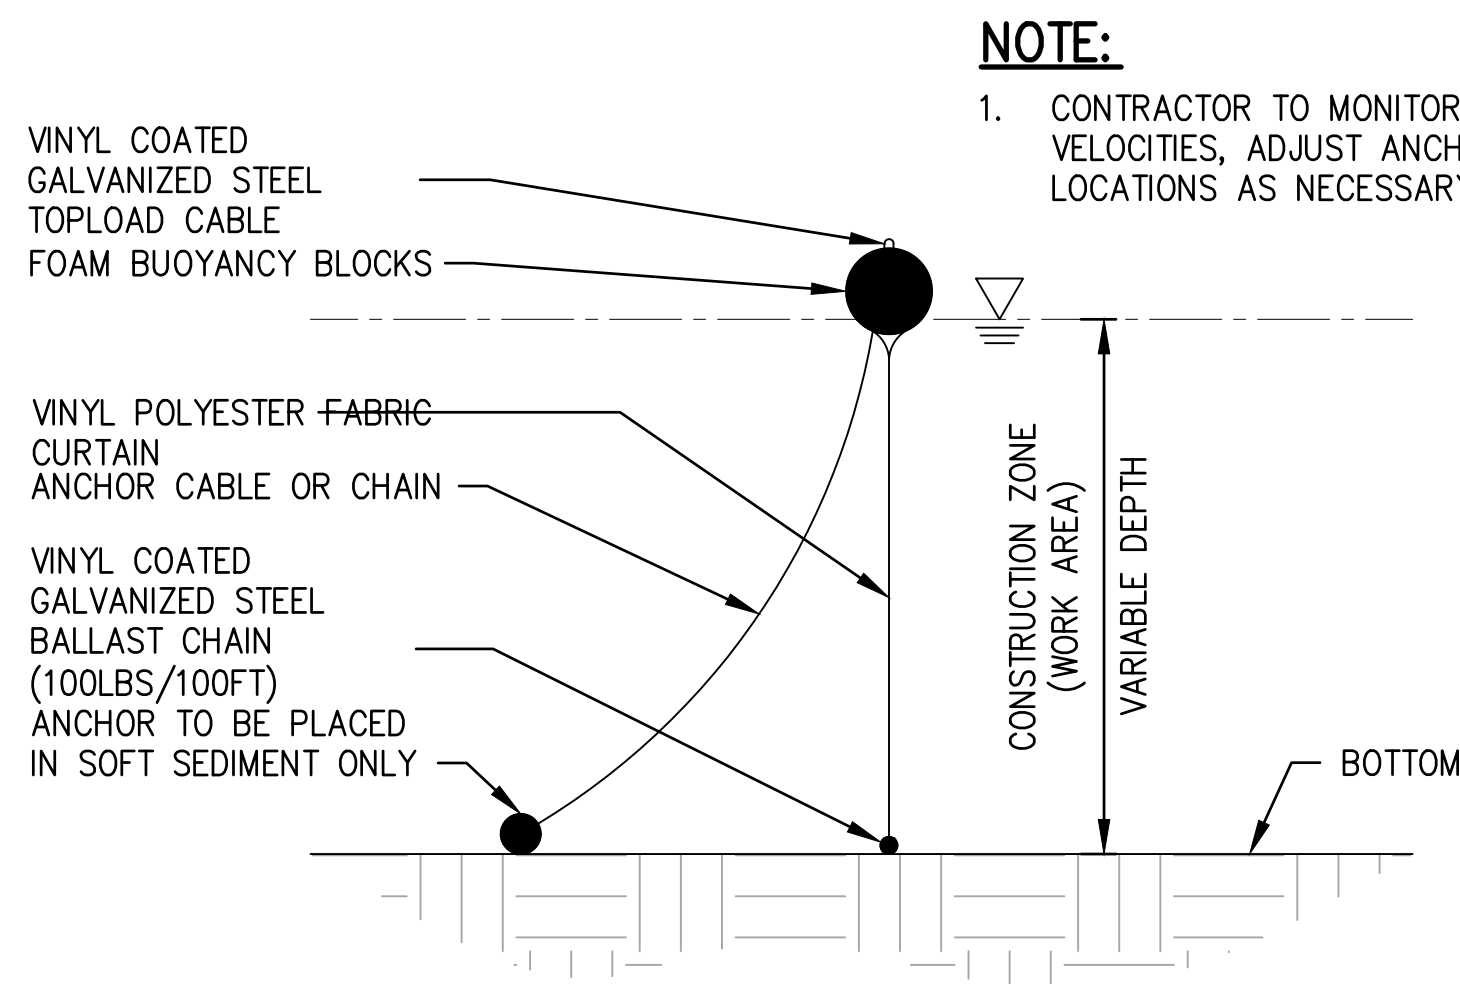 NOTE:
1. CONTRACTOR TO MONITOR
VELOCITIES, ADJUST ANCH
LOCATIONS AS NECESSARY
VINYL COATED
GALVANIZED STEEL
TOPLOAD CABLE
FOAM BUOYANCY BLOCKS
VINYL POLYESTER FABRIC
CURTAIN
ANCHOR CABLE OR CHAIN
VINYL COATED
GALVANIZED STEEL
BALLAST CHAIN
(100LBS/100FT)
ANCHOR TO BE PLACED
IN SOFT SEDIMENT ONLY
CONSTRUCTION ZONE
(WORK AREA)
VARIABLE DEPTH
BOTTOM